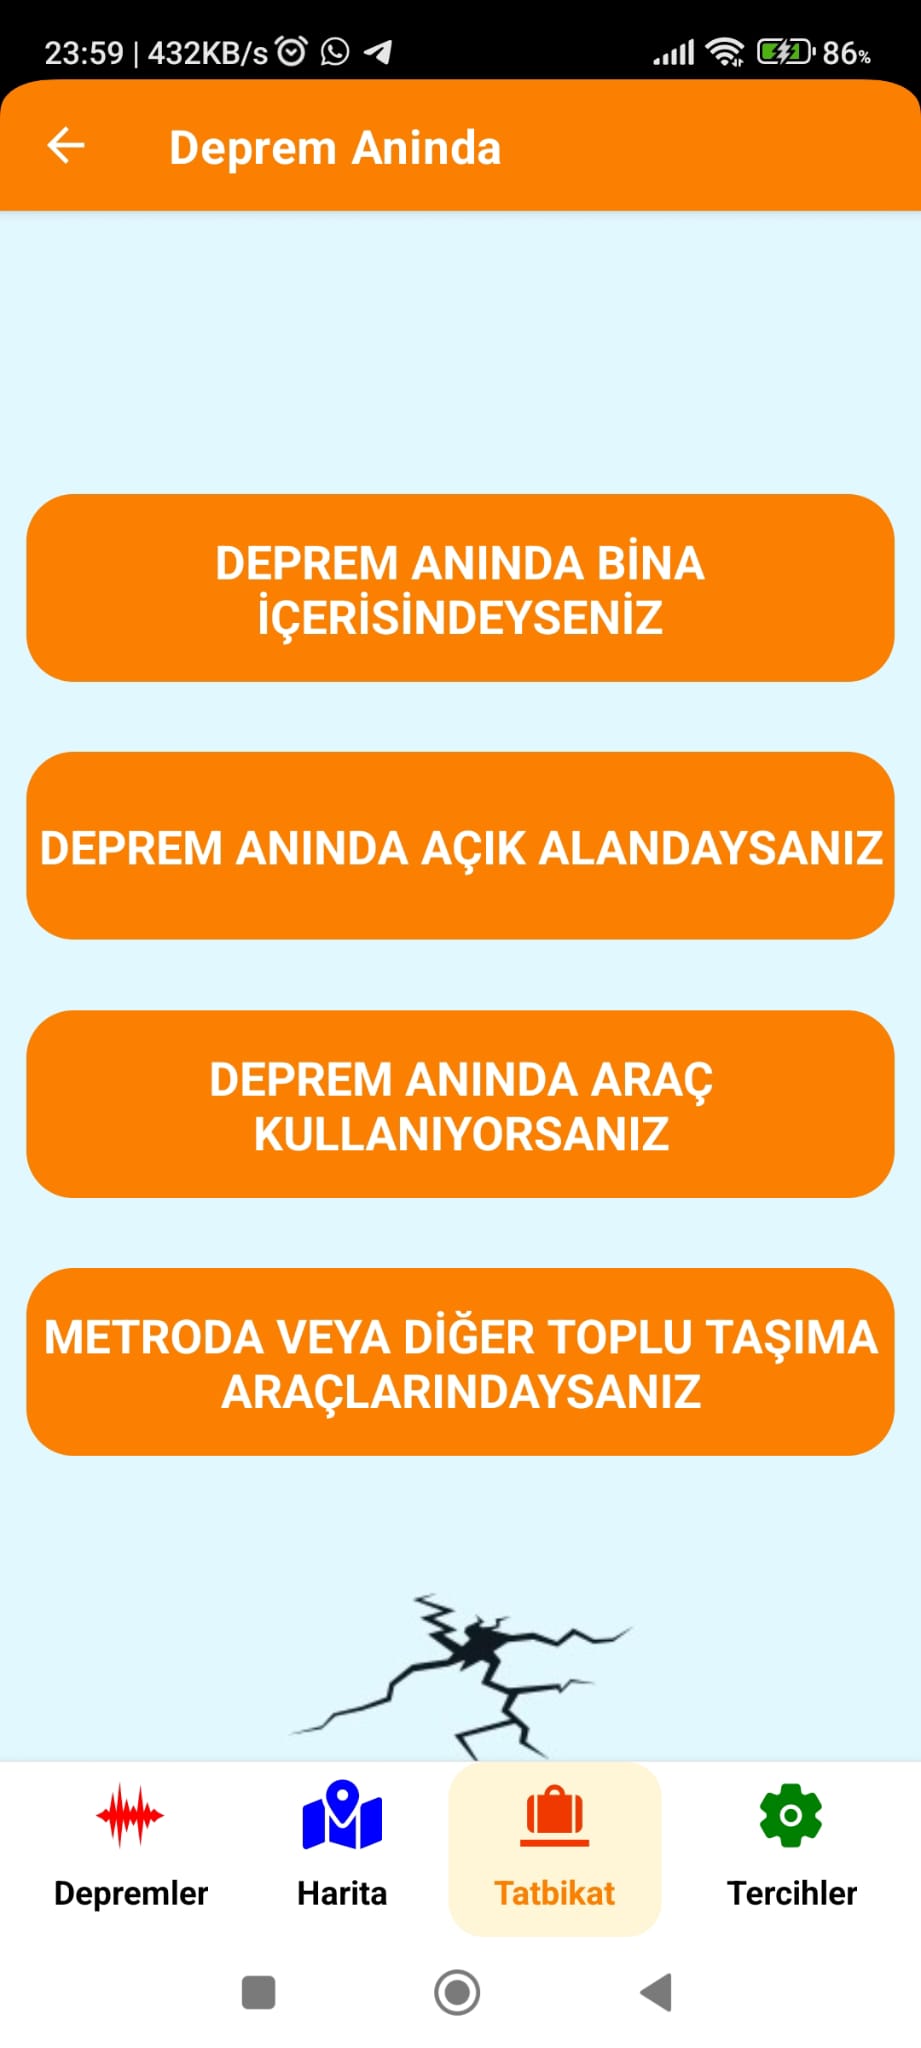 23:59 | 432KB/s 86%
Deprem Aninda
DEPREM ANINDA BİNA
İÇERİSİNDEYSENİZ
DEPREM ANINDA AÇIK ALANDAYSANIZ
DEPREM ANINDA ARAÇ
KULLANIYORSANIZ
METRODA VEYA DİĞER TOPLU TAŞIMA
ARAÇLARINDAYSANIZ
Depremler Harita Tatbikat Tercihler